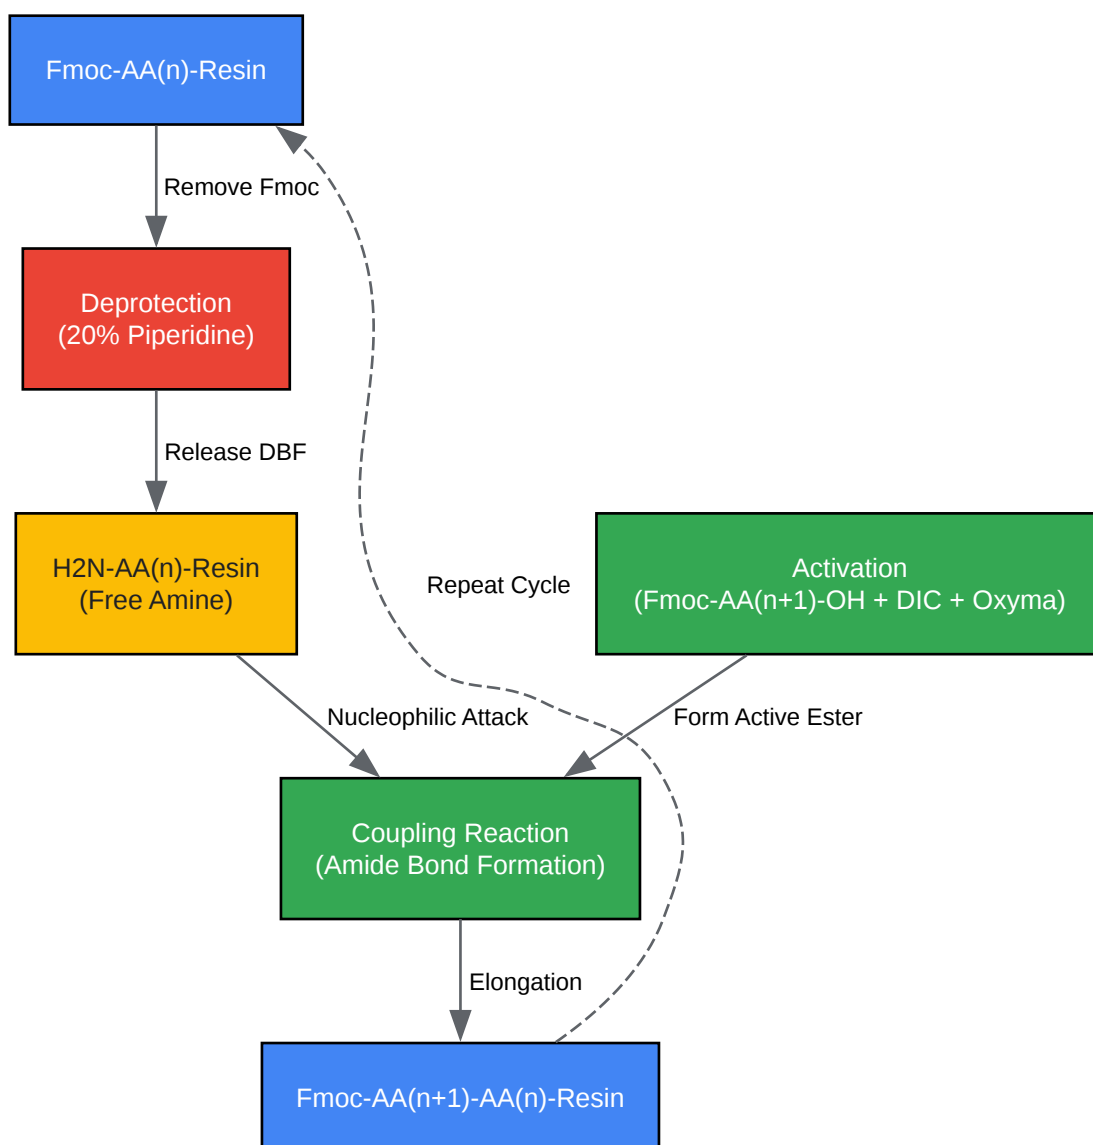 Fmoc-AA(n)-Resin
Remove Fmoc
Deprotection
(20% Piperidine)
Release DBF
H2N-AA(n)-Resin
(Free Amine)
Repeat Cycle
Activation
(Fmoc-AA(n+1)-OH + DIC + Oxyma)
Nucleophilic Attack
Form Active Ester
Coupling Reaction
(Amide Bond Formation)
Elongation
Fmoc-AA(n+1)-AA(n)-Resin